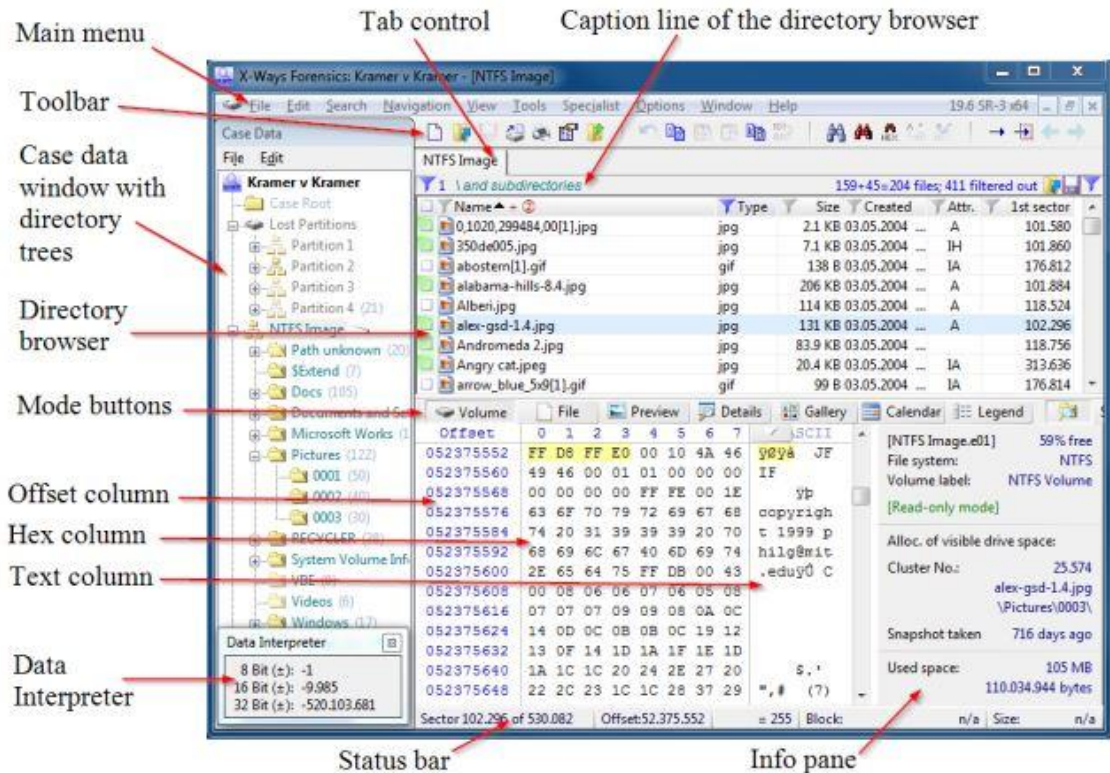 Tab control
Caption line of the directory browser
Main menu
Toolbar
Case data
window with
directory
trees
Directory
browser
Mode buttons
Offset column
Hex column
Text column
Data
Interpreter
Status bar
Info pane
X-Ways Forensics: Kramer v Kramer - [NTFS Image]
File Edit Search Navigation View Tools Specialist Options Window Help 19.6 SR-3 x64
Case Data
File Edit
Kramer v Kramer
Case Root
Lost Partitions
Partition 1
Partition 2
Partition 3
Partition 4 (21)
NTFS Image
Path unknown (20)
$Extend (7)
Docs (105)
Documents and Se
Microsoft Works (1
Pictures (122)
0001 (50)
0002 (40)
0003 (30)
RECYCLER
System Volume Inf
VBE
Videos (6)
Windows (17)
Data Interpreter
8 Bit (±): -1
16 Bit (±): -9.985
32 Bit (±): -520.103.681
NTFS Image
1 \ and subdirectories 159+45=204 files; 411 filtered out
Name Type Size Created Attr. 1st sector
0,1020,299484,00[1].jpg jpg 2.1 KB 03.05.2004 ... A 101.580
350de005.jpg jpg 7.1 KB 03.05.2004 ... IH 101.860
abostern[1].gif gif 138 B 03.05.2004 ... IA 176.812
alabama-hills-8.4.jpg jpg 206 KB 03.05.2004 ... A 101.884
Alberi.jpg jpg 114 KB 03.05.2004 ... A 118.524
alex-gsd-1.4.jpg jpg 131 KB 03.05.2004 ... A 102.296
Andromeda 2.jpg jpg 83.9 KB 03.05.2004 ... 118.756
Angry cat.jpeg jpg 20.4 KB 03.05.2004 ... IA 313.636
arrow_blue_5x9[1].gif gif 99 B 03.05.2004 ... IA 176.814
Volume File Preview Details Gallery Calendar Legend
Offset 0 1 2 3 4 5 6 7 ASCII
052375552 FF D8 FF E0 00 10 4A 46 ÿØÿà JF
052375560 49 46 00 01 01 00 00 00 IF
052375568 00 00 00 00 FF FE 00 1E ÿþ
052375576 63 6F 70 79 72 69 67 68 copyrigh
052375584 74 20 31 39 39 39 20 70 t 1999 p
052375592 68 69 6C 67 40 6D 69 74 hilg@mit
052375600 2E 65 64 75 FF DB 00 43 .eduÿÛ C
052375608 00 08 06 06 07 06 05 08
052375616 07 07 07 09 09 08 0A 0C
052375624 14 0D 0C 0B 0B 0C 19 12
052375632 13 0F 14 1D 1A 1F 1E 1D
052375640 1A 1C 1C 20 24 2E 27 20 $.'
052375648 22 2C 23 1C 1C 28 37 29 ",# (7)
[NTFS Image.e01] 59% free
File system: NTFS
Volume label: NTFS Volume
[Read-only mode]
Alloc. of visible drive space:
Cluster No.: 25.574
alex-gsd-1.4.jpg
\Pictures\0003\
Snapshot taken 716 days ago
Used space: 105 MB
110.034.944 bytes
Sector 102.296 of 530.082 Offset:52.375.552 = 255 Block: n/a Size: n/a